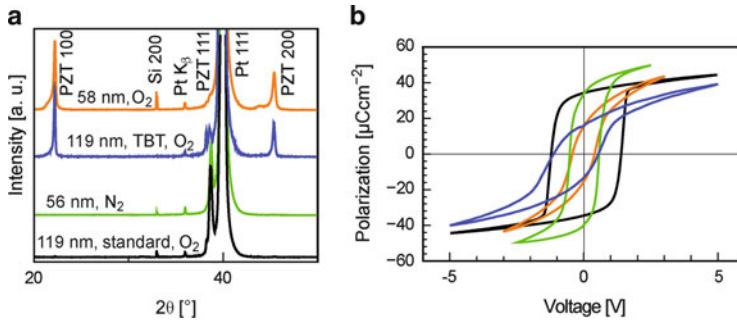 a
PZT 100
Si 200
Pt Kβ
PZT 111
Pt 111
PZT 200
58 nm, O₂
119 nm, TBT, O₂
56 nm, N₂
119 nm, standard, O₂
Intensity [a. u.]
20 40
2θ [°]
b
60
40
20
0
−20
−40
−60
-5 0 5
Polarization [µCcm⁻²]
Voltage [V]